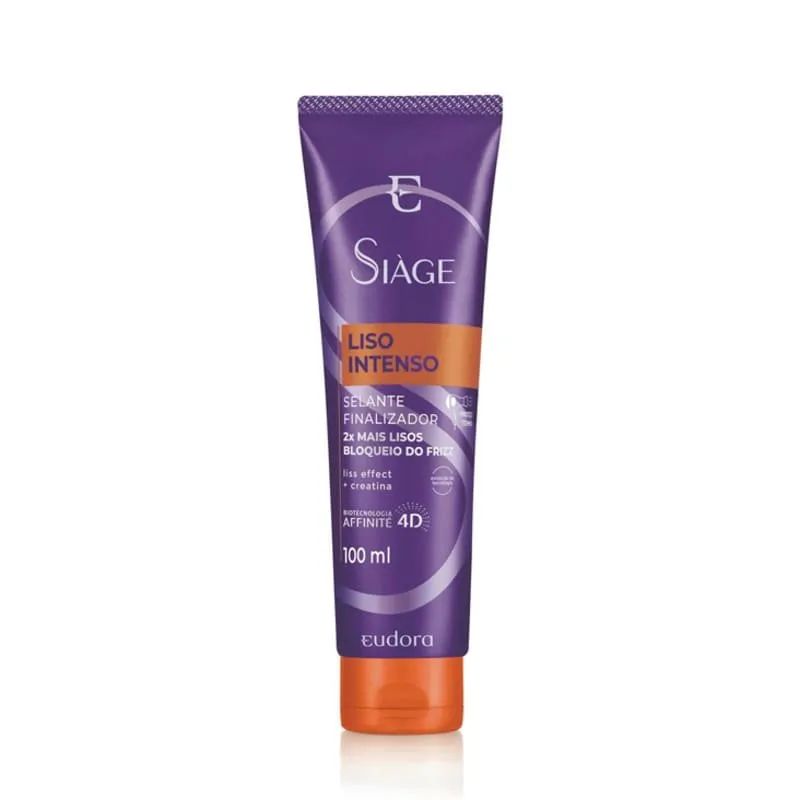 E
SIÀGE
LISO
INTENSO
SELANTE
FINALIZADOR
2x MAIS LISOS
BLOQUEIO DO FRIZZ
liss effect
+ creatina
BIOTECNOLOGIA
AFFINITÉ 4D
100 ml
eudora